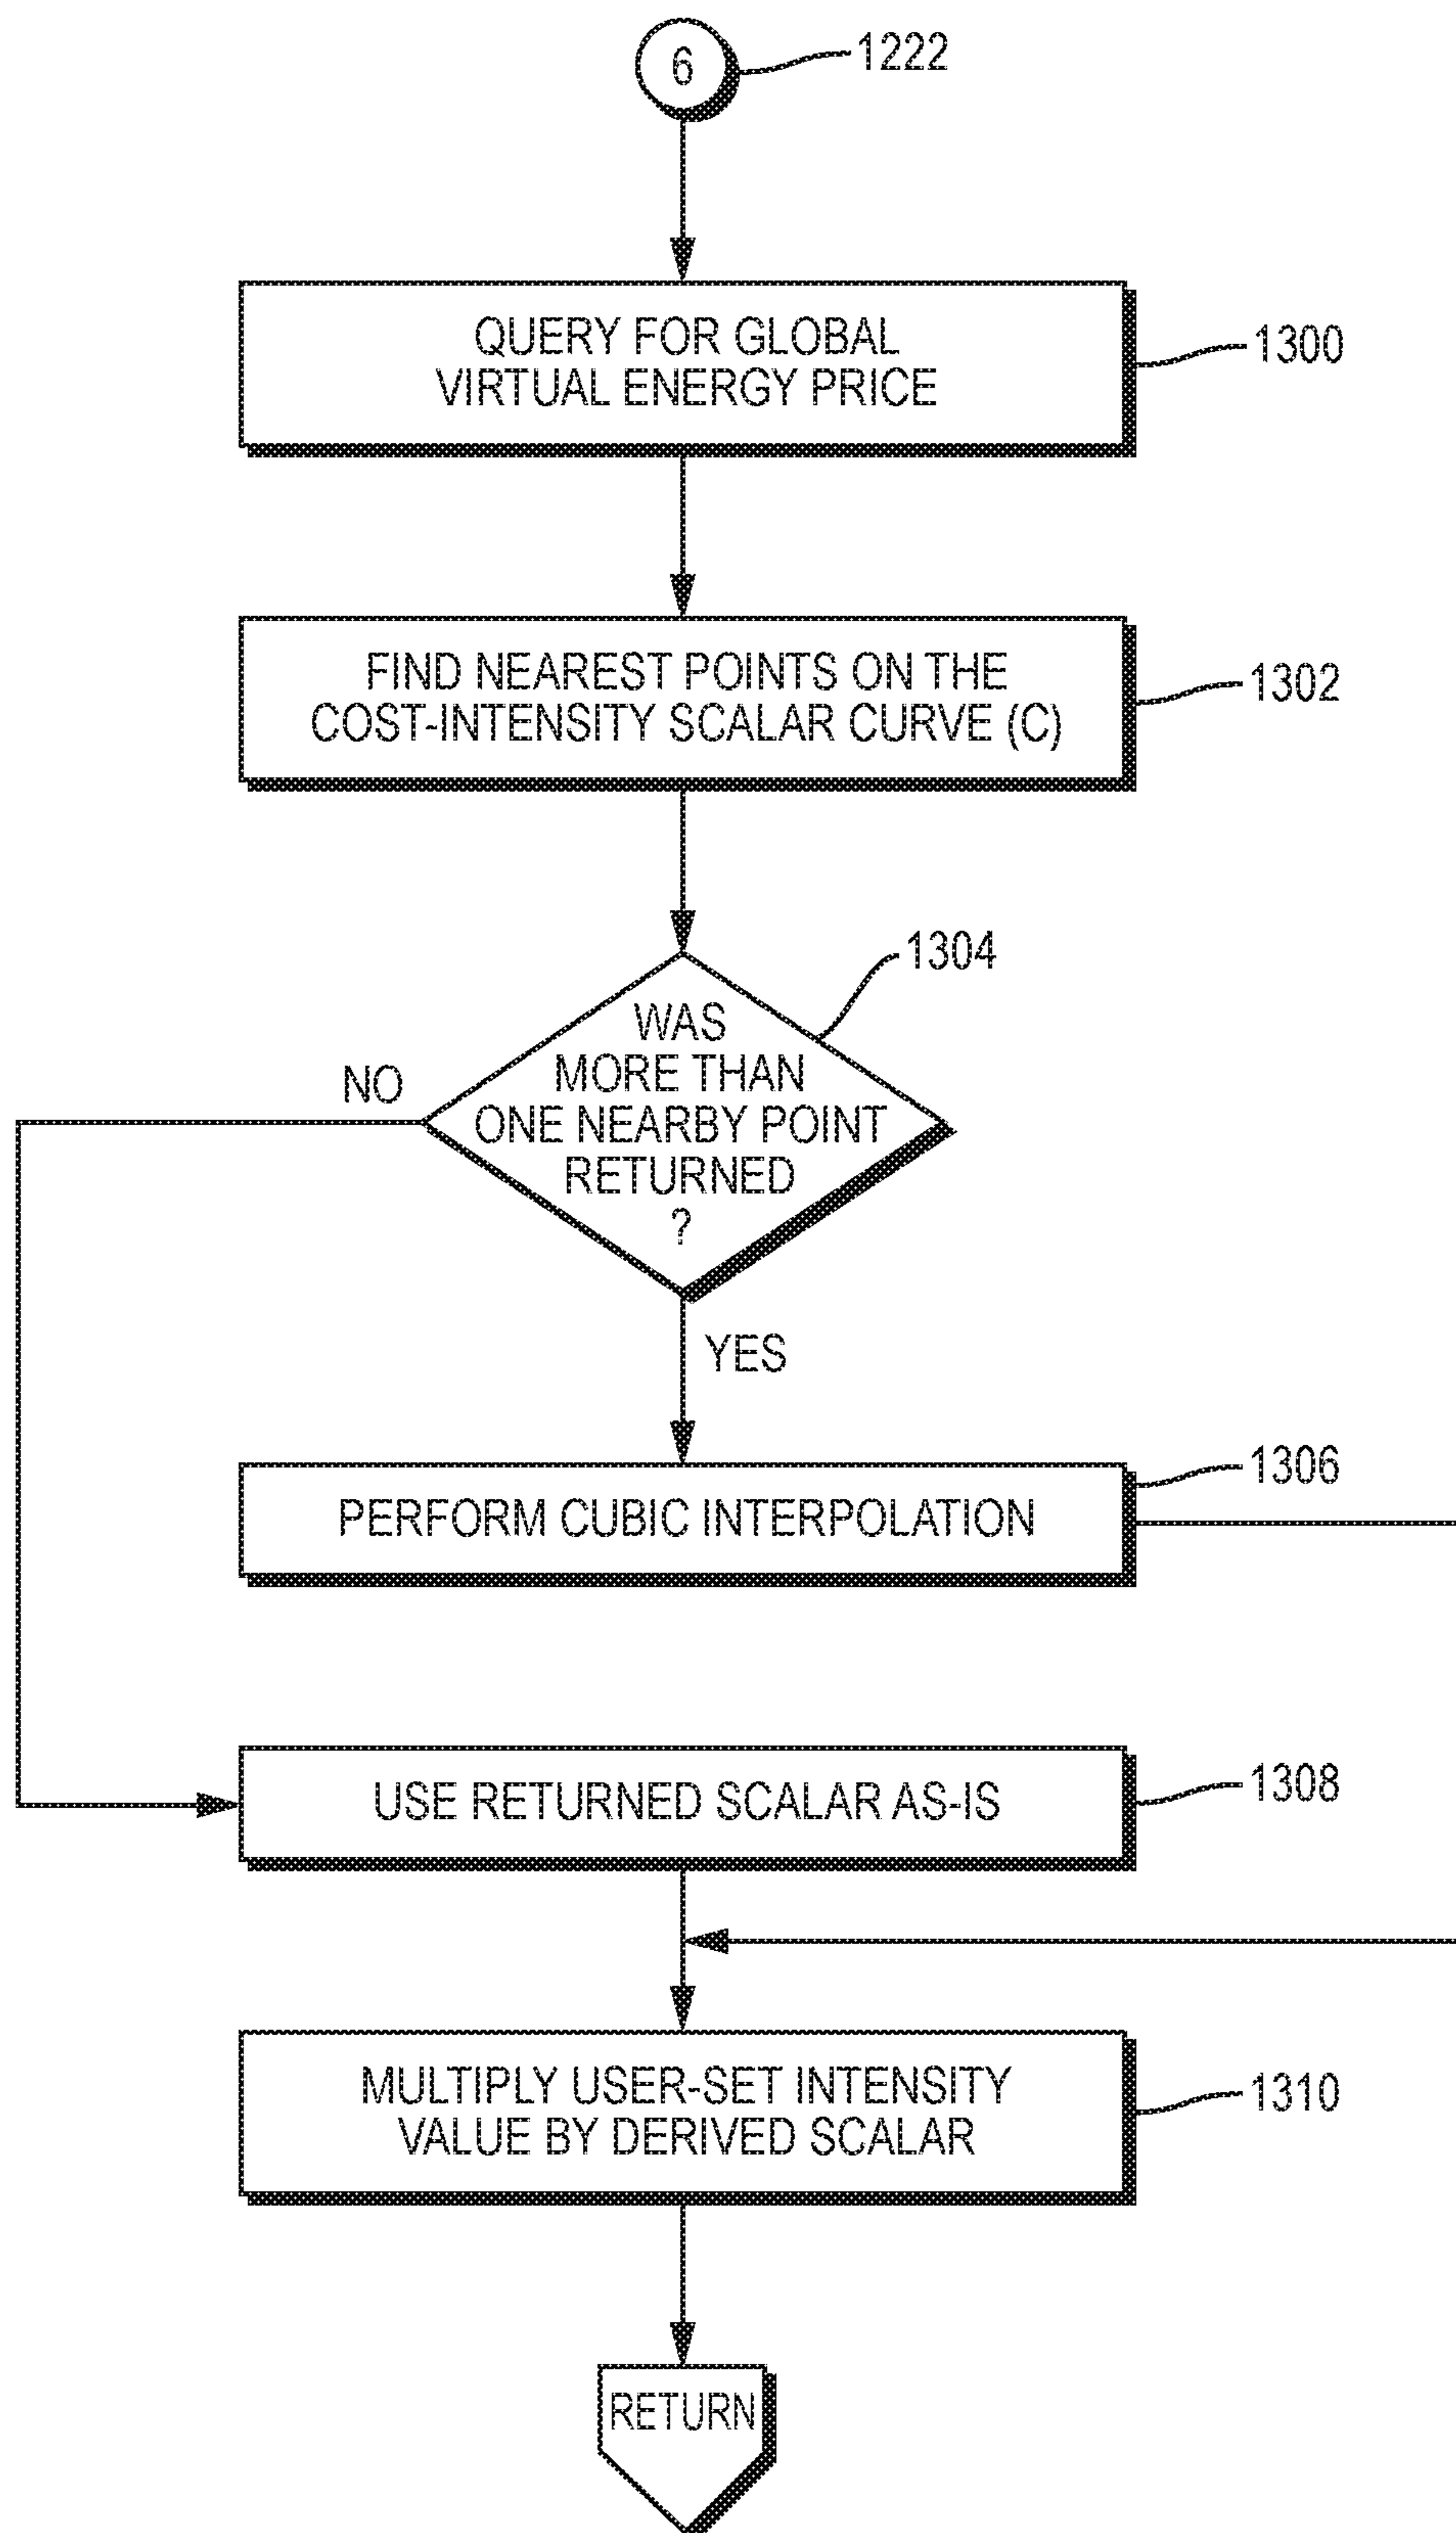 6
1222
QUERY FOR GLOBAL
VIRTUAL ENERGY PRICE
1300
FIND NEAREST POINTS ON THE
COST-INTENSITY SCALAR CURVE (C)
1302
1304
WAS
MORE THAN
ONE NEARBY POINT
RETURNED
?
NO
YES
PERFORM CUBIC INTERPOLATION
1306
USE RETURNED SCALAR AS-IS
1308
MULTIPLY USER-SET INTENSITY
VALUE BY DERIVED SCALAR
1310
RETURN